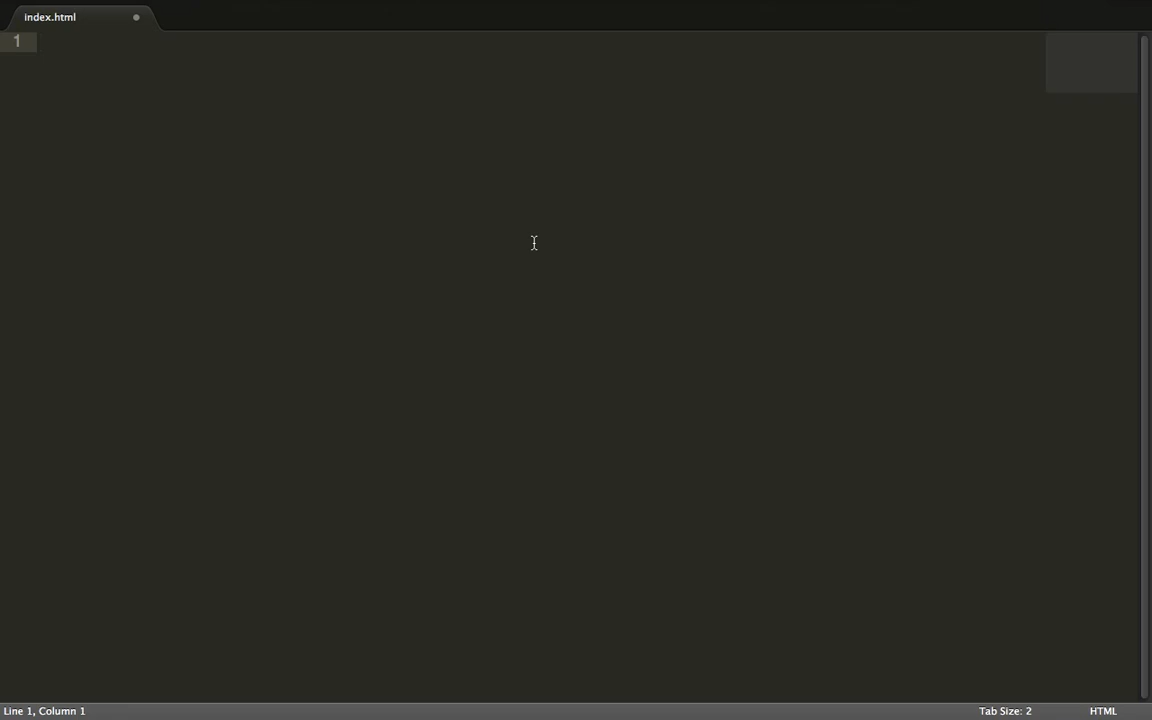 index.html
1
Line 1, Column 1
Tab Size: 2
HTML